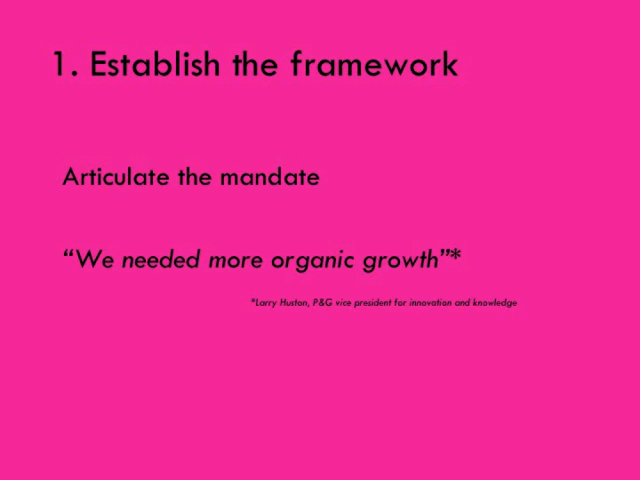 1. Establish the framework
Articulate the mandate
“We needed more organic growth”*
*Larry Huston, P&G vice president for innovation and knowledge